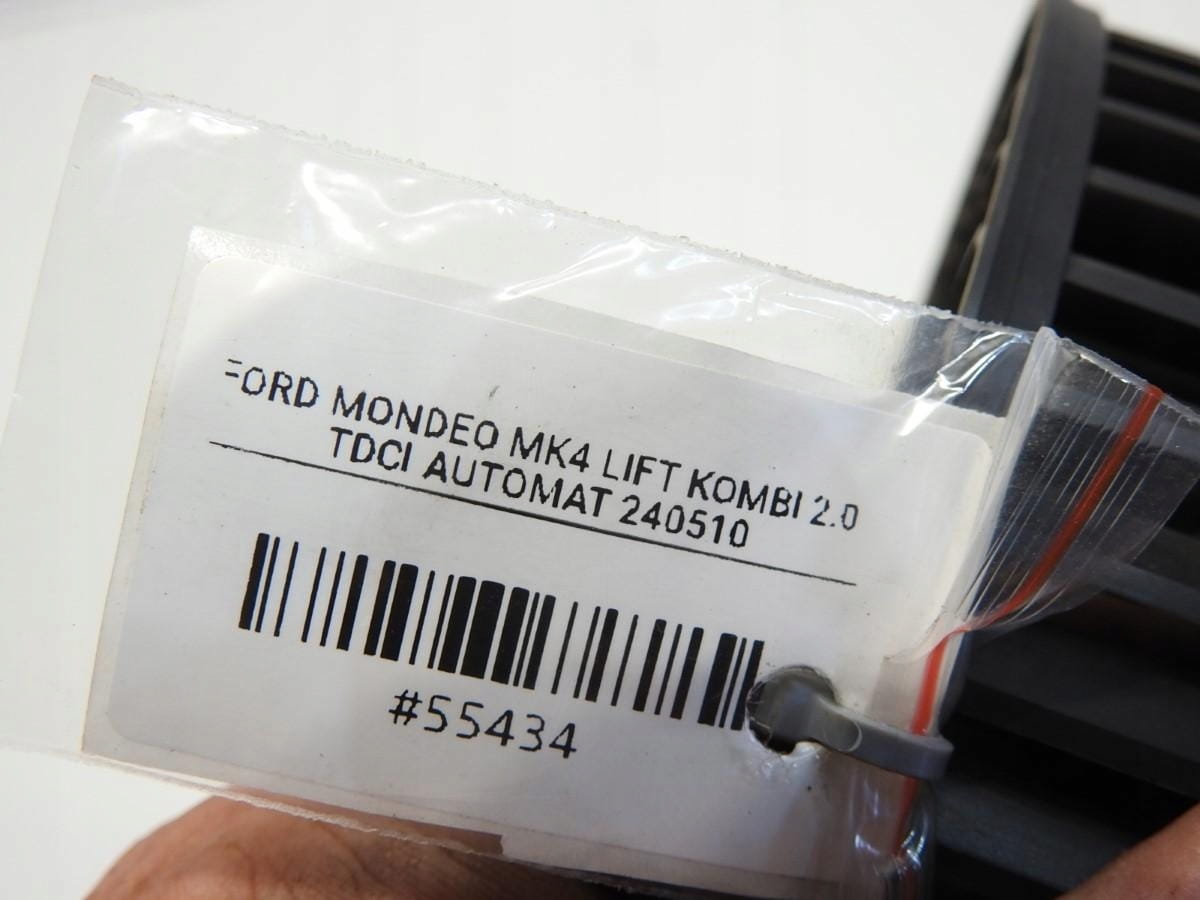 FORD MONDEO MK4 LIFT KOMBI 2.0
TDCI AUTOMAT 240510
#55434